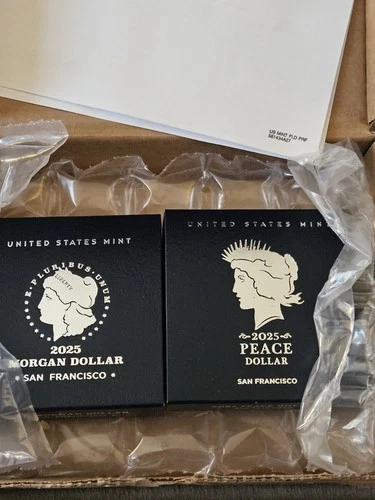 US MINT PLD PRF
UNITED STATES MINT
E·PLURIBUS·UNUM
LIBERTY
2025
MORGAN DOLLAR
SAN FRANCISCO
UNITED STATES MINT
2025
PEACE
DOLLAR
SAN FRANCISCO